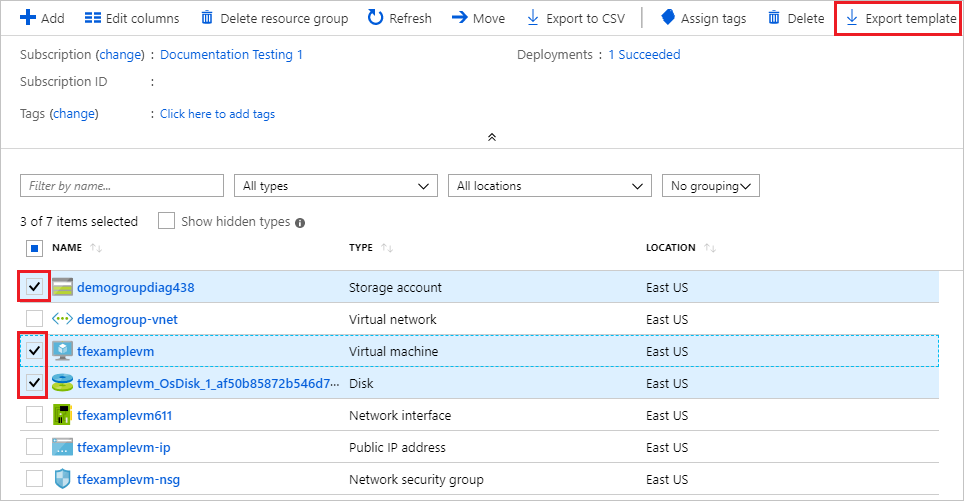 Add Edit columns Delete resource group Refresh Move Export to CSV Assign tags Delete Export template
Subscription (change) : Documentation Testing 1 Deployments : 1 Succeeded
Subscription ID :
Tags (change) : Click here to add tags
Filter by name... All types All locations No grouping
3 of 7 items selected Show hidden types
NAME TYPE LOCATION
demogroupdiag438 Storage account East US
demogroup-vnet Virtual network East US
tfexamplevm Virtual machine East US
tfexamplevm_OsDisk_1_af50b85872b546d7··· Disk East US
tfexamplevm611 Network interface East US
tfexamplevm-ip Public IP address East US
tfexamplevm-nsg Network security group East US